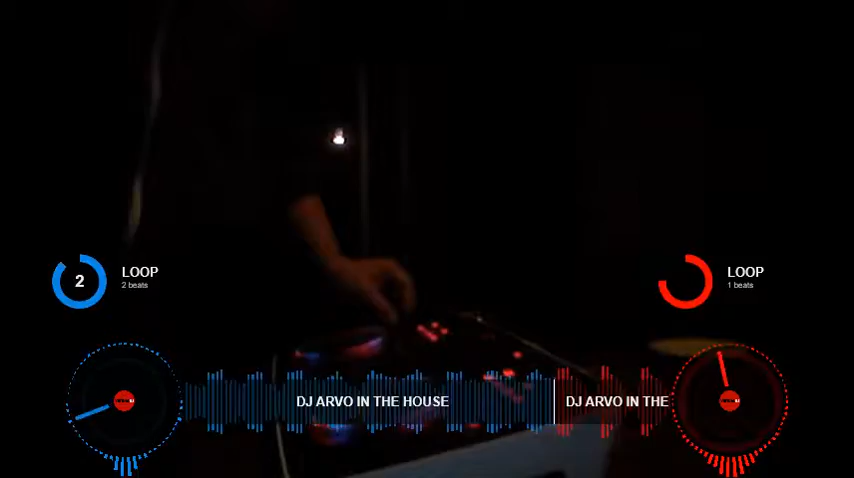 LOOP
2
2 beats
LOOP
1 beats
DJ ARVO IN THE HOUSE
DJ ARVO IN THE